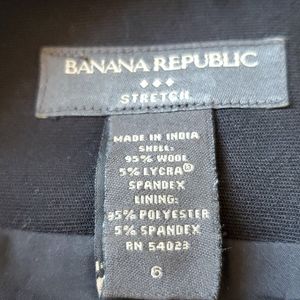 BANANA REPUBLIC
STRETCH
MADE IN INDIA
SHELL:
95% WOOL
5% LYCRA®
SPANDEX
LINING:
95% POLYESTER
5% SPANDEX
RN 54023
6